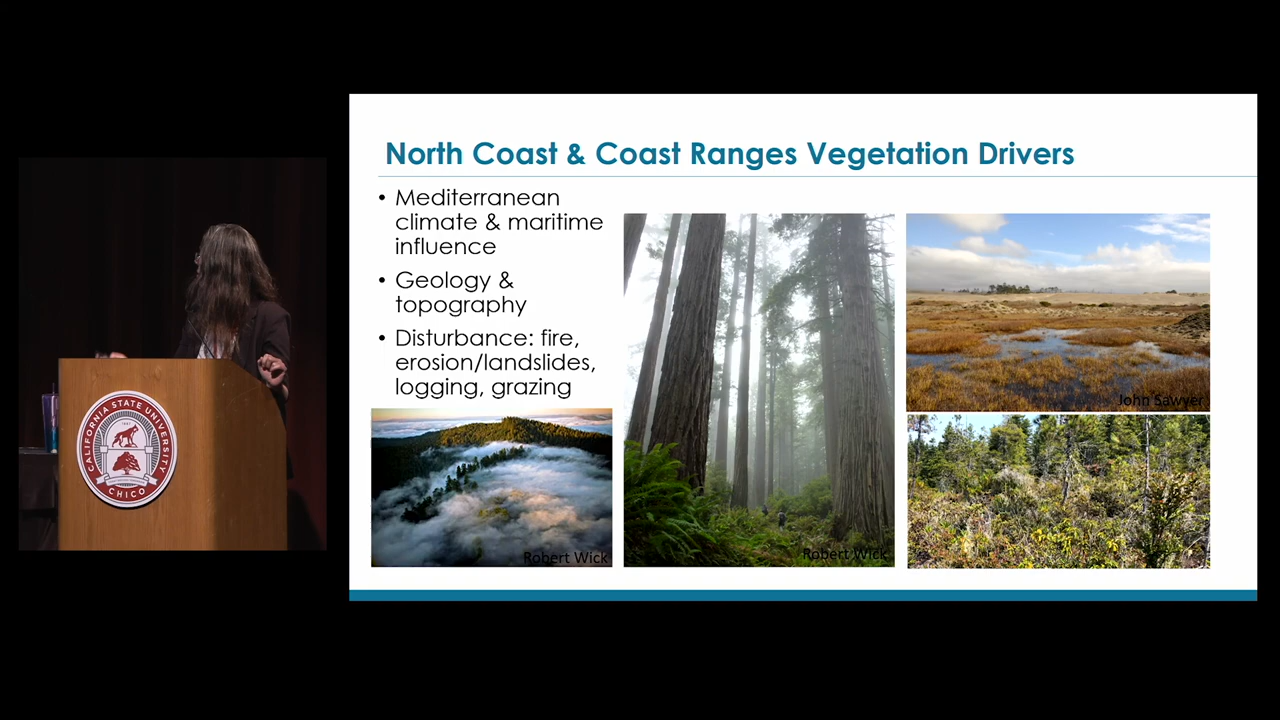 North Coast & Coast Ranges Vegetation Drivers
• Mediterranean
climate & maritime
influence
• Geology &
topography
• Disturbance: fire,
erosion/landslides,
logging, grazing
Robert Wick
Robert Wick
John Sawyer
CALIFORNIA STATE UNIVERSITY
CHICO